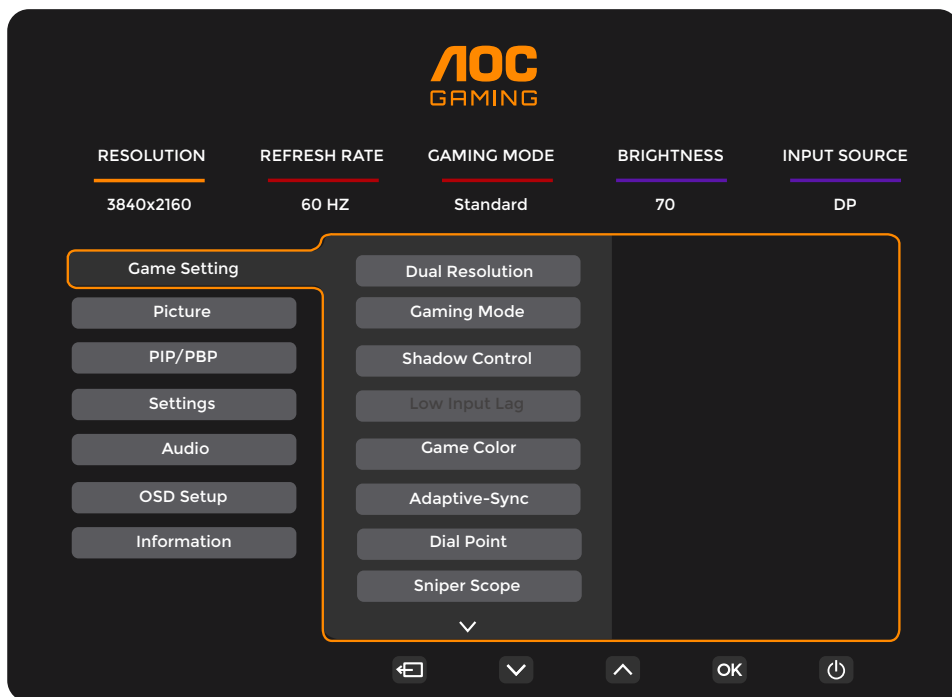 AOC
GAMING
RESOLUTION REFRESH RATE GAMING MODE BRIGHTNESS INPUT SOURCE
3840x2160 60 HZ Standard 70 DP
Game Setting
Picture
PIP/PBP
Settings
Audio
OSD Setup
Information
Dual Resolution
Gaming Mode
Shadow Control
Low Input Lag
Game Color
Adaptive-Sync
Dial Point
Sniper Scope
OK